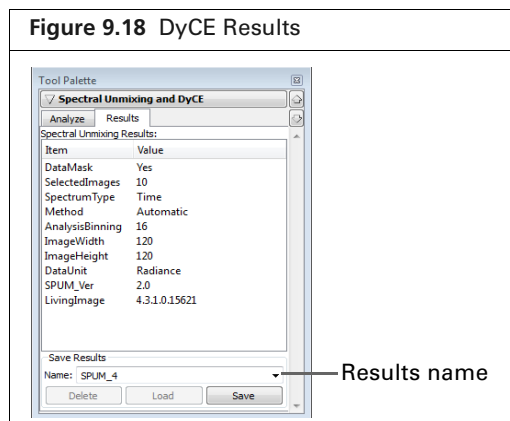 Figure 9.18 DyCE Results
Tool Palette
Spectral Unmixing and DyCE
Analyze Results
Spectral Unmixing Results:
Item Value
DataMask Yes
SelectedImages 10
SpectrumType Time
Method Automatic
AnalysisBinning 16
ImageWidth 120
ImageHeight 120
DataUnit Radiance
SPUM_Ver 2.0
LivingImage 4.3.1.0.15621
Save Results
Name: SPUM_4
Results name
Delete Load Save